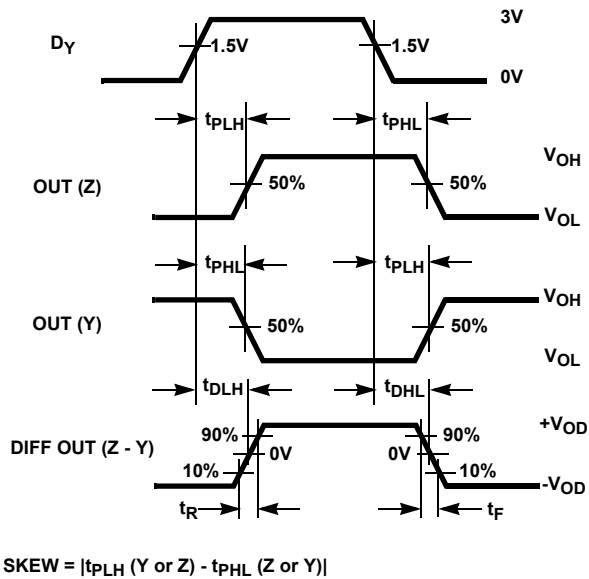 3V
DY
1.5V
1.5V
0V
tPLH
tPHL
VOH
OUT (Z)
50%
50%
VOL
tPHL
tPLH
VOH
OUT (Y)
50%
50%
VOL
tDLH
tDHL
+VOD
90%
90%
DIFF OUT (Z - Y)
0V
0V
10%
10%
-VOD
tR
tF
SKEW = |tPLH (Y or Z) - tPHL (Z or Y)|